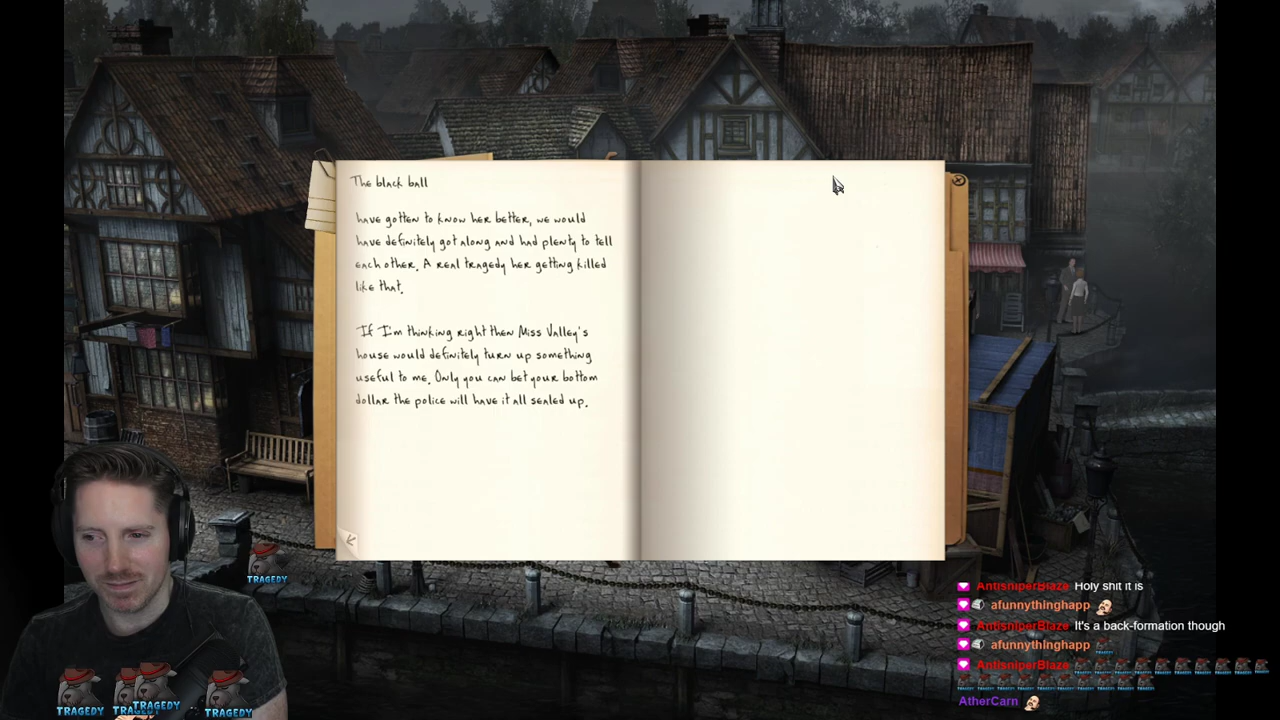 The black ball
have gotten to know her better, we would
have definitely got along and had plenty to tell
each other. A real tragedy her getting killed
like that.
If I'm thinking right then Miss Valley's
house would definitely turn up something
useful to me. Only you can bet your bottom
dollar the police will have it all sealed up.
TRAGEDY
TRAGEDY
TRAGEDY
TRAGEDY
AntisniperBlaze Holy shit it is
afunnythinghapp
AntisniperBlaze It's a back-formation though
afunnythinghapp
AntisniperBlaze
AtherCarn